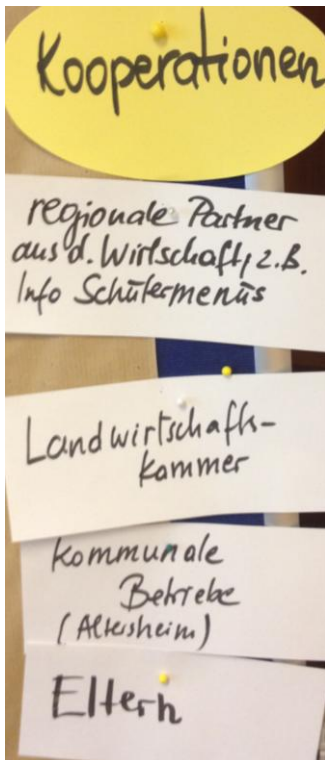 Kooperationen
regionale Partner
aus d. Wirtschaft, z.B.
Info Schülermenüs
Landwirtschafts-
kammer
kommunale
Betriebe
(Altersheim)
Eltern